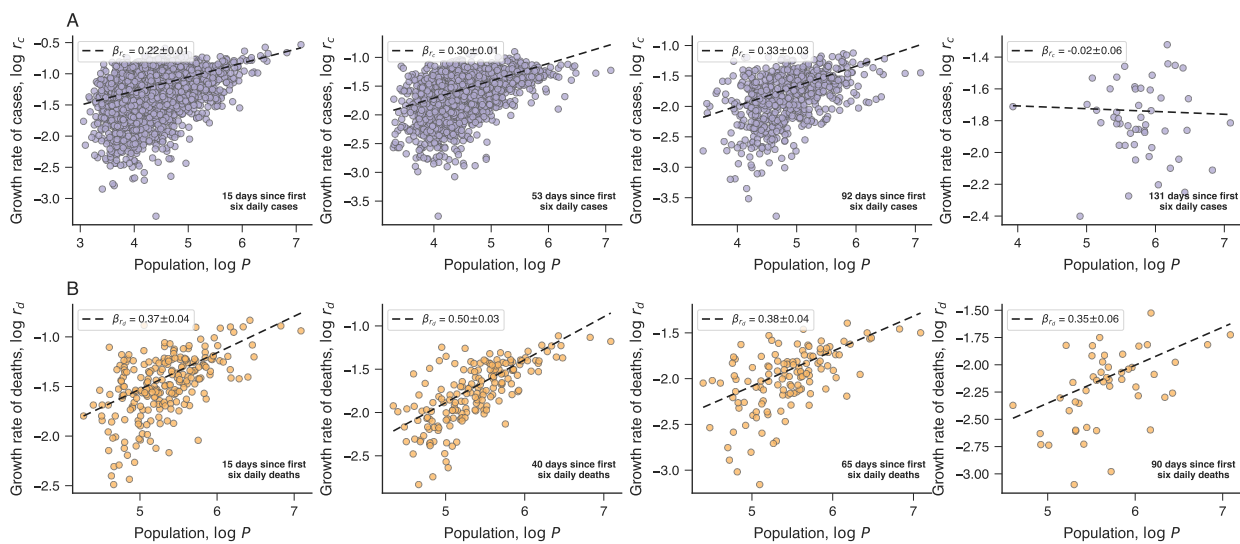 A
Growth rate of cases, log r_c
β_{r_c} = 0.22±0.01
−0.5
−1.0
−1.5
−2.0
−2.5
−3.0
15 days since first
six daily cases
3 4 5 6 7
Population, log P
Growth rate of cases, log r_c
β_{r_c} = 0.30±0.01
−1.0
−1.5
−2.0
−2.5
−3.0
−3.5
53 days since first
six daily cases
4 5 6 7
Population, log P
Growth rate of cases, log r_c
β_{r_c} = 0.33±0.03
−1.0
−1.5
−2.0
−2.5
−3.0
−3.5
92 days since first
six daily cases
4 5 6 7
Population, log P
Growth rate of cases, log r_c
β_{r_c} = -0.02±0.06
−1.4
−1.6
−1.8
−2.0
−2.2
−2.4
131 days since first
six daily cases
4 5 6 7
Population, log P
B
Growth rate of deaths, log r_d
β_{r_d} = 0.37±0.04
−1.0
−1.5
−2.0
−2.5
15 days since first
six daily deaths
5 6 7
Population, log P
Growth rate of deaths, log r_d
β_{r_d} = 0.50±0.03
−1.0
−1.5
−2.0
−2.5
40 days since first
six daily deaths
5 6 7
Population, log P
Growth rate of deaths, log r_d
β_{r_d} = 0.38±0.04
−1.5
−2.0
−2.5
−3.0
65 days since first
six daily deaths
5 6 7
Population, log P
Growth rate of deaths, log r_d
β_{r_d} = 0.35±0.06
−1.50
−1.75
−2.00
−2.25
−2.50
−2.75
−3.00
90 days since first
six daily deaths
5 6 7
Population, log P